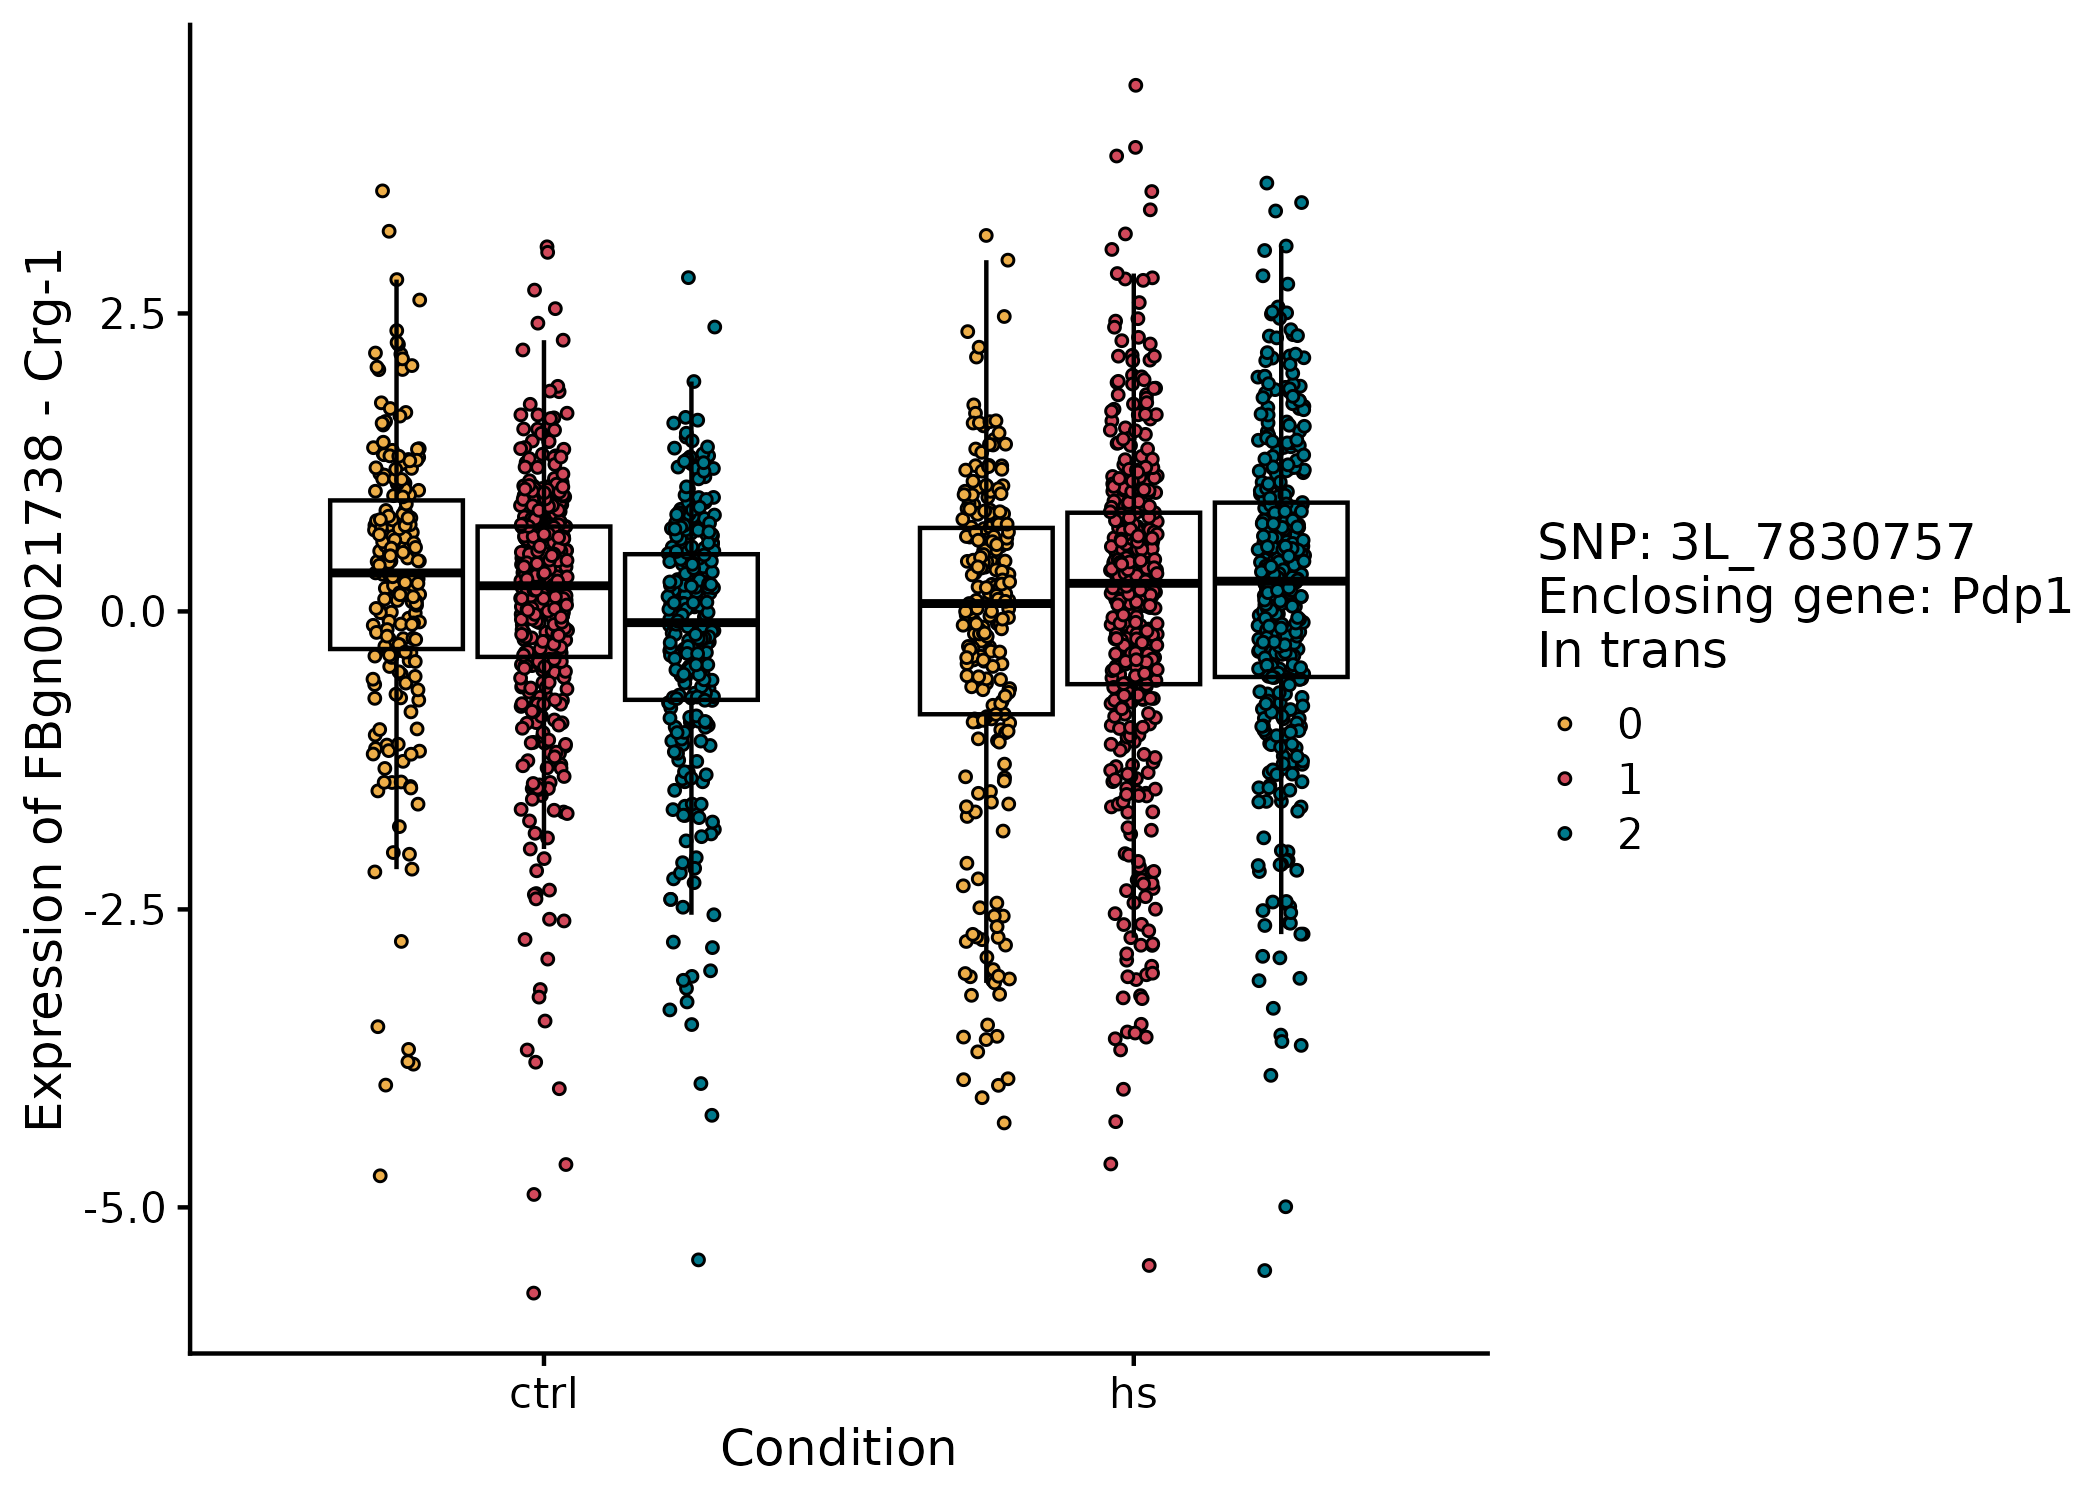 Expression of FBgn0021738 - Crg-1
2.5
0.0
-2.5
-5.0
ctrl
hs
Condition
SNP: 3L_7830757
Enclosing gene: Pdp1
In trans
0
1
2